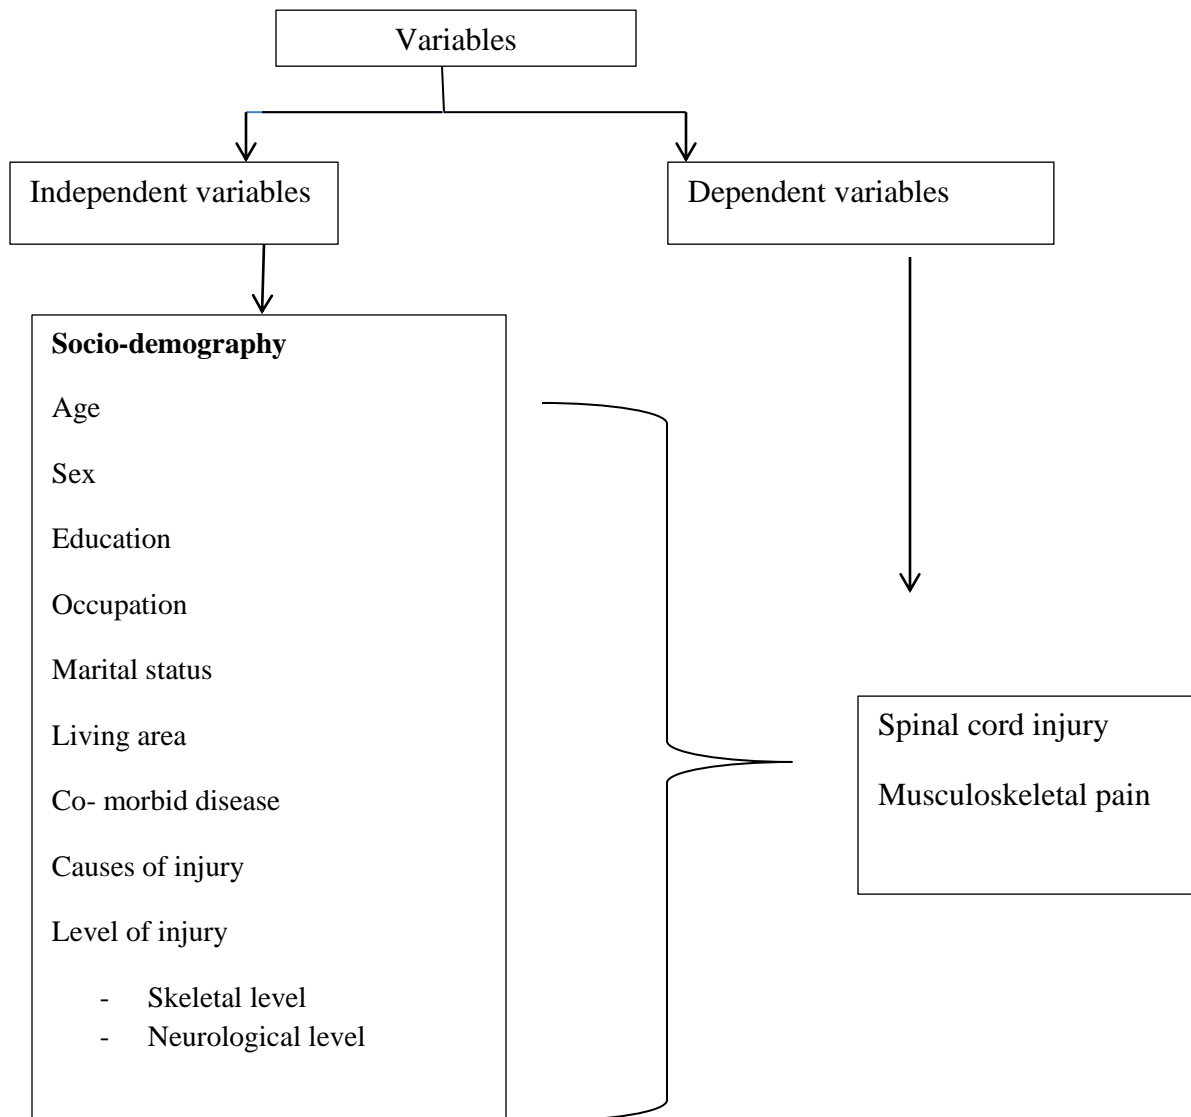 Variables
Independent variables
Dependent variables
Socio-demography
Age
Sex
Education
Occupation
Marital status
Living area
Co- morbid disease
Causes of injury
Level of injury
- Skeletal level
- Neurological level
Spinal cord injury
Musculoskeletal pain